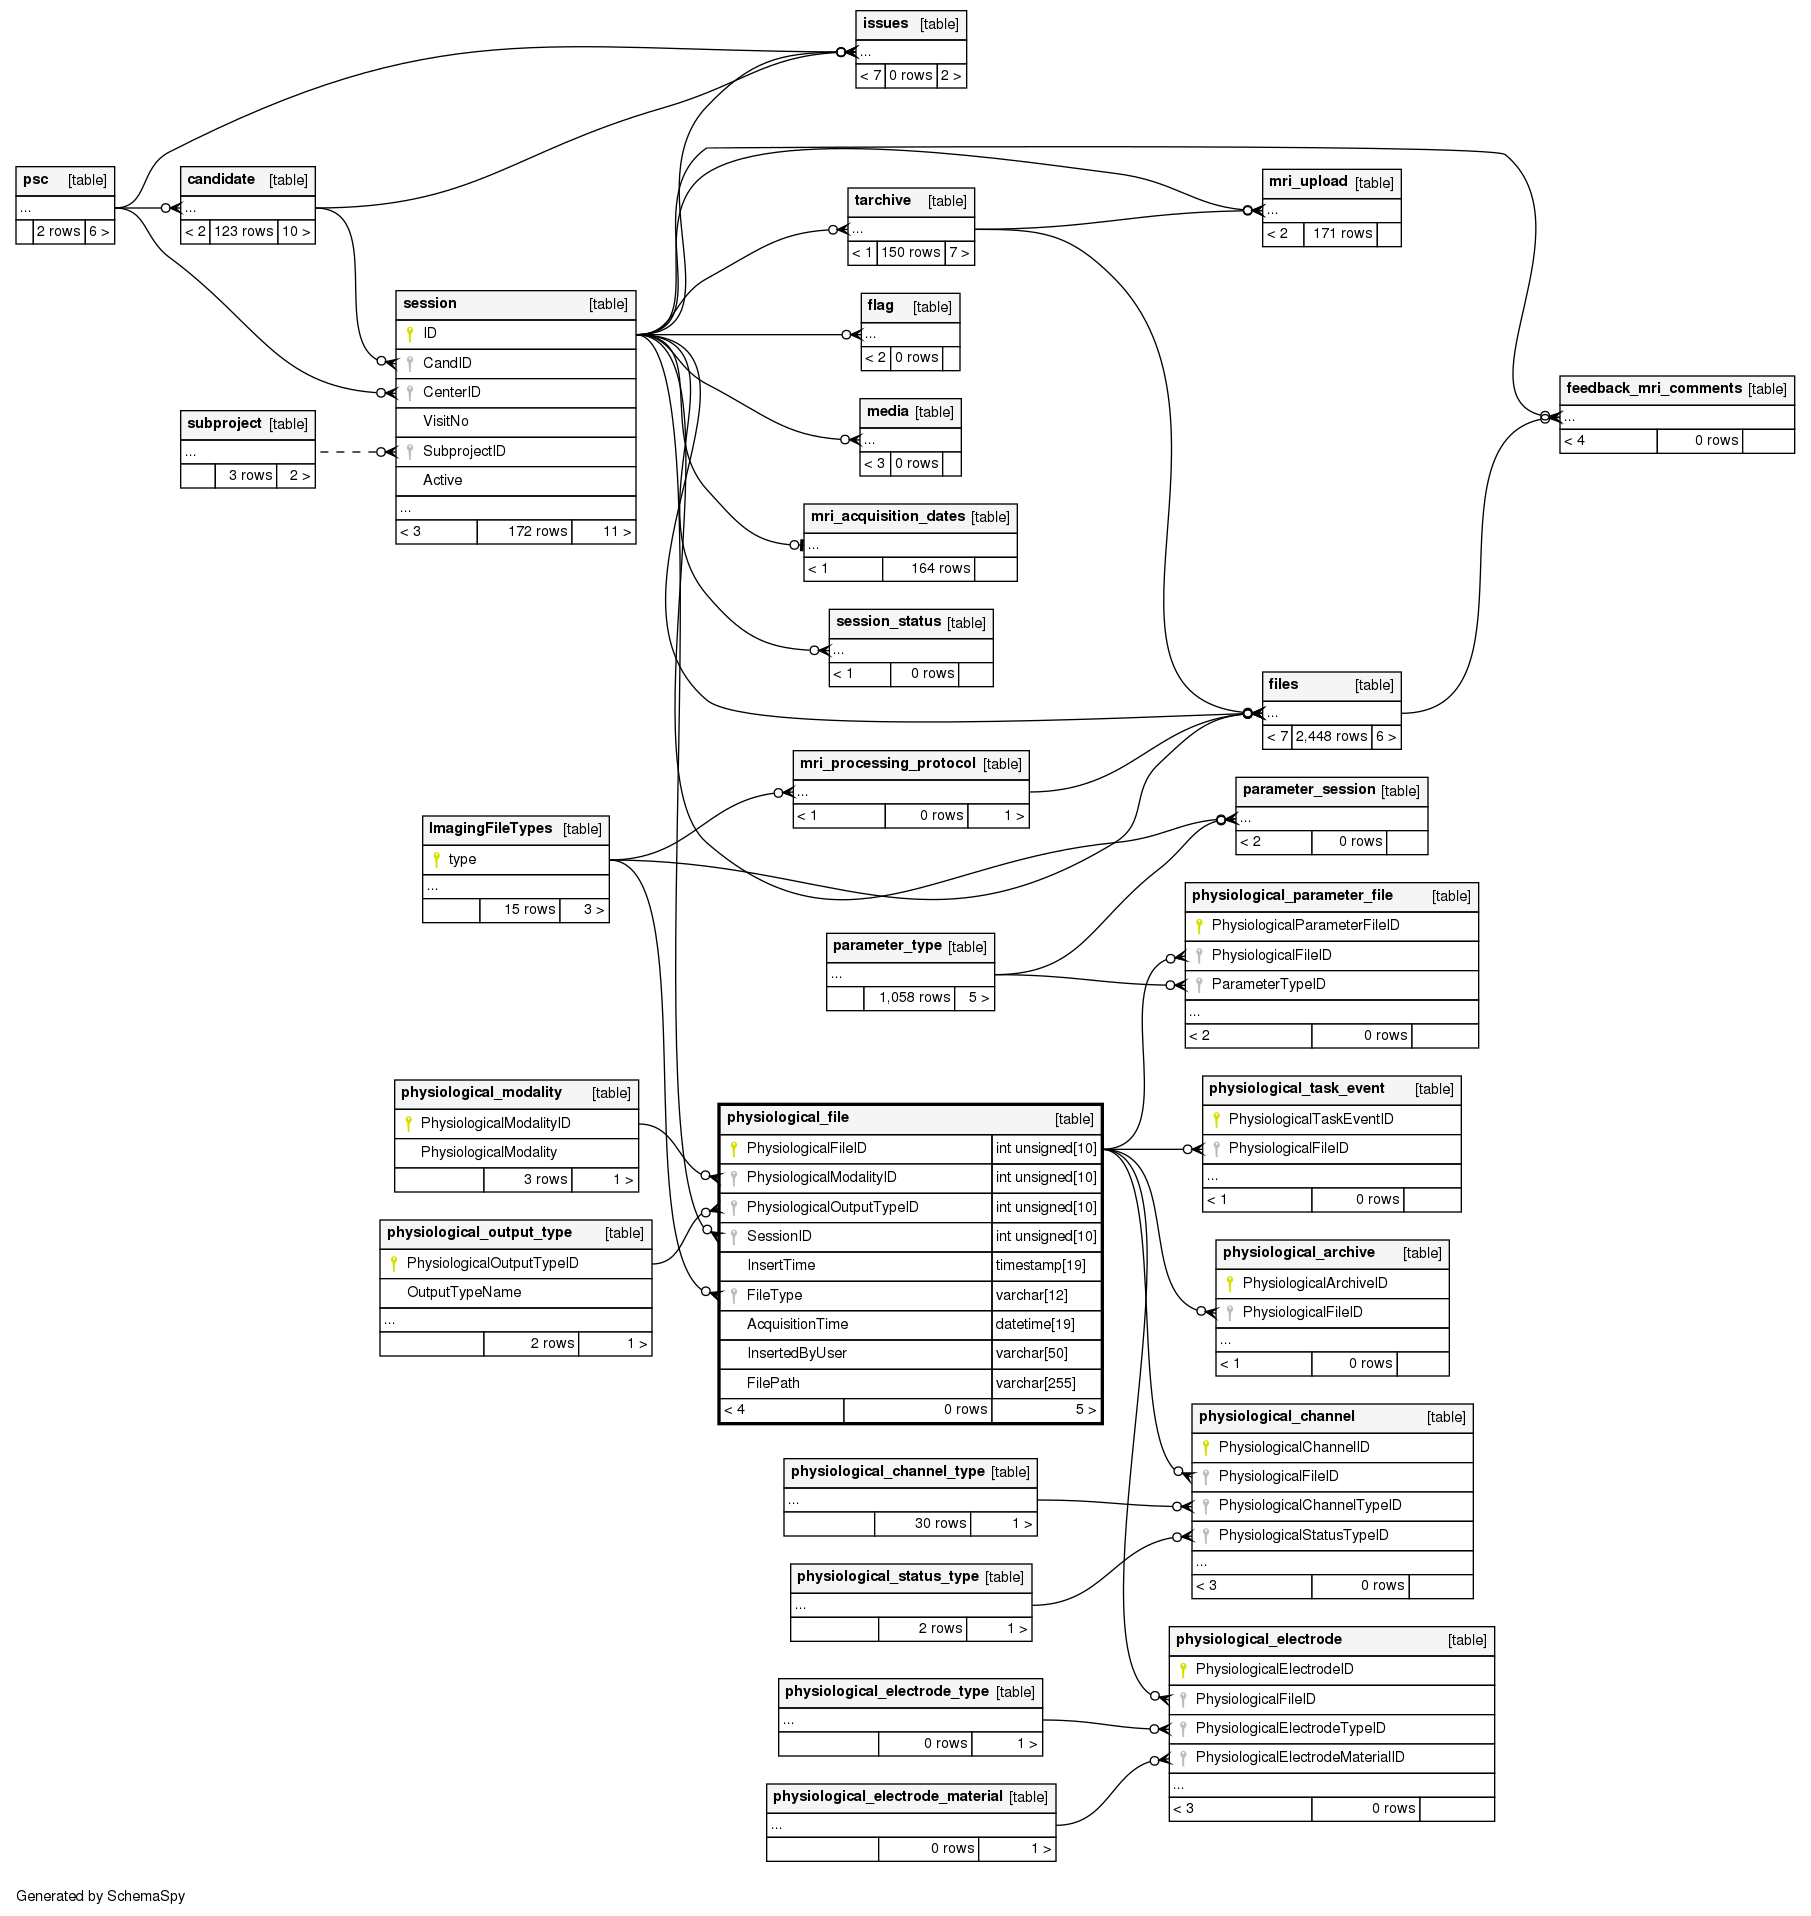 issues [table]
...
< 7 0 rows 2 >
psc [table]
...
2 rows 6 >
candidate [table]
...
< 2 123 rows 10 >
tarchive [table]
...
< 1 150 rows 7 >
mri_upload [table]
...
< 2 171 rows
session [table]
ID
CandID
CenterID
VisitNo
SubprojectID
Active
...
< 3 172 rows 11 >
flag [table]
...
< 2 0 rows
subproject [table]
...
3 rows 2 >
media [table]
...
< 3 0 rows
feedback_mri_comments [table]
...
< 4 0 rows
mri_acquisition_dates [table]
...
< 1 164 rows
session_status [table]
...
< 1 0 rows
files [table]
...
< 7 2,448 rows 6 >
mri_processing_protocol [table]
...
< 1 0 rows 1 >
parameter_session [table]
...
< 2 0 rows
ImagingFileTypes [table]
type
...
15 rows 3 >
physiological_parameter_file [table]
PhysiologicalParameterFileID
PhysiologicalFileID
ParameterTypeID
...
< 2 0 rows
parameter_type [table]
...
1,058 rows 5 >
physiological_modality [table]
PhysiologicalModalityID
PhysiologicalModality
3 rows 1 >
physiological_task_event [table]
PhysiologicalTaskEventID
PhysiologicalFileID
...
< 1 0 rows
physiological_file [table]
PhysiologicalFileID int unsigned[10]
PhysiologicalModalityID int unsigned[10]
PhysiologicalOutputTypeID int unsigned[10]
SessionID int unsigned[10]
InsertTime timestamp[19]
FileType varchar[12]
AcquisitionTime datetime[19]
InsertedByUser varchar[50]
FilePath varchar[255]
< 4 0 rows 5 >
physiological_output_type [table]
PhysiologicalOutputTypeID
OutputTypeName
...
2 rows 1 >
physiological_archive [table]
PhysiologicalArchiveID
PhysiologicalFileID
...
< 1 0 rows
physiological_channel [table]
PhysiologicalChannelID
PhysiologicalFileID
PhysiologicalChannelTypeID
PhysiologicalStatusTypeID
...
< 3 0 rows
physiological_channel_type [table]
...
30 rows 1 >
physiological_status_type [table]
...
2 rows 1 >
physiological_electrode [table]
PhysiologicalElectrodeID
PhysiologicalFileID
PhysiologicalElectrodeTypeID
PhysiologicalElectrodeMaterialID
...
< 3 0 rows
physiological_electrode_type [table]
...
0 rows 1 >
physiological_electrode_material [table]
...
0 rows 1 >
Generated by SchemaSpy